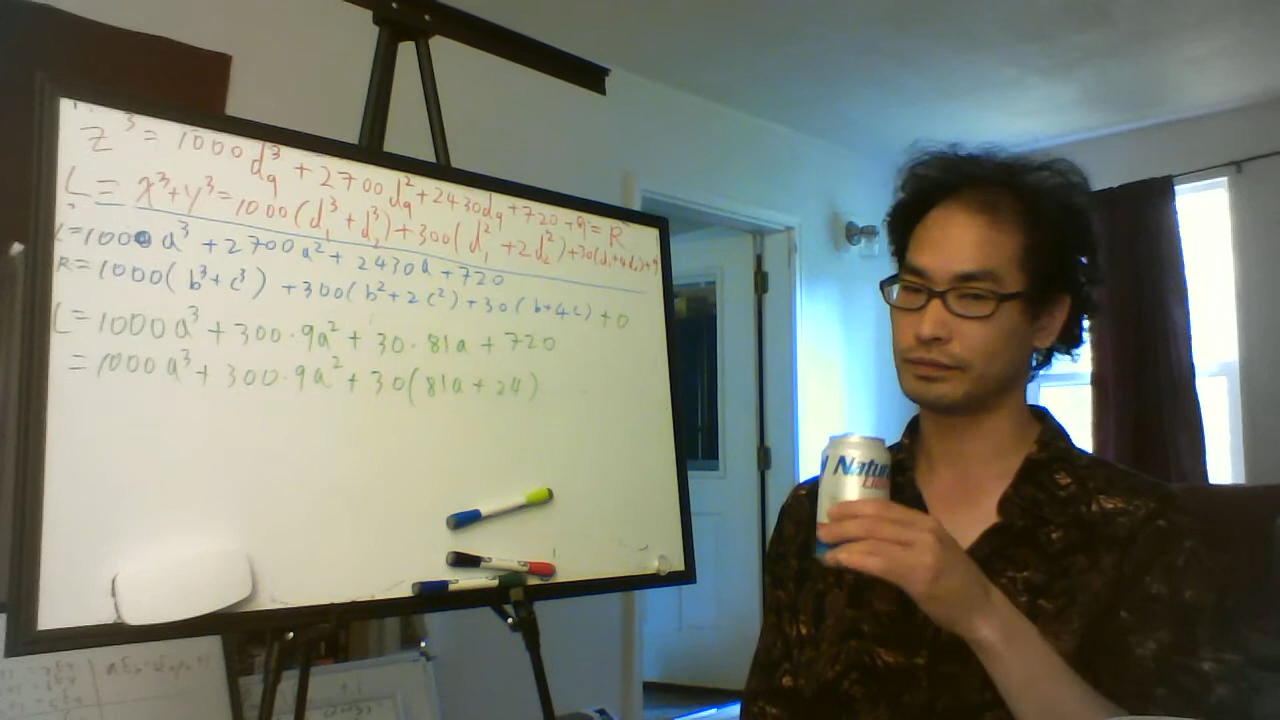 z³ = 1000d₉³ + 2700d₉² + 2430d₉ + 720 + 9 = R
L = x³+y³ = 1000(d₁³ + d₂³) + 300(d₁² + 2d₂²) + 30(d₁+4d₂)+9
L = 1000a³ + 2700a² + 2430a + 720
R = 1000(b³+c³) + 300(b²+2c²) + 30(b+4c) + 0
L = 1000a³ + 300·9a² + 30·81a + 720
= 1000a³ + 300·9a² + 30(81a + 24)
Natur